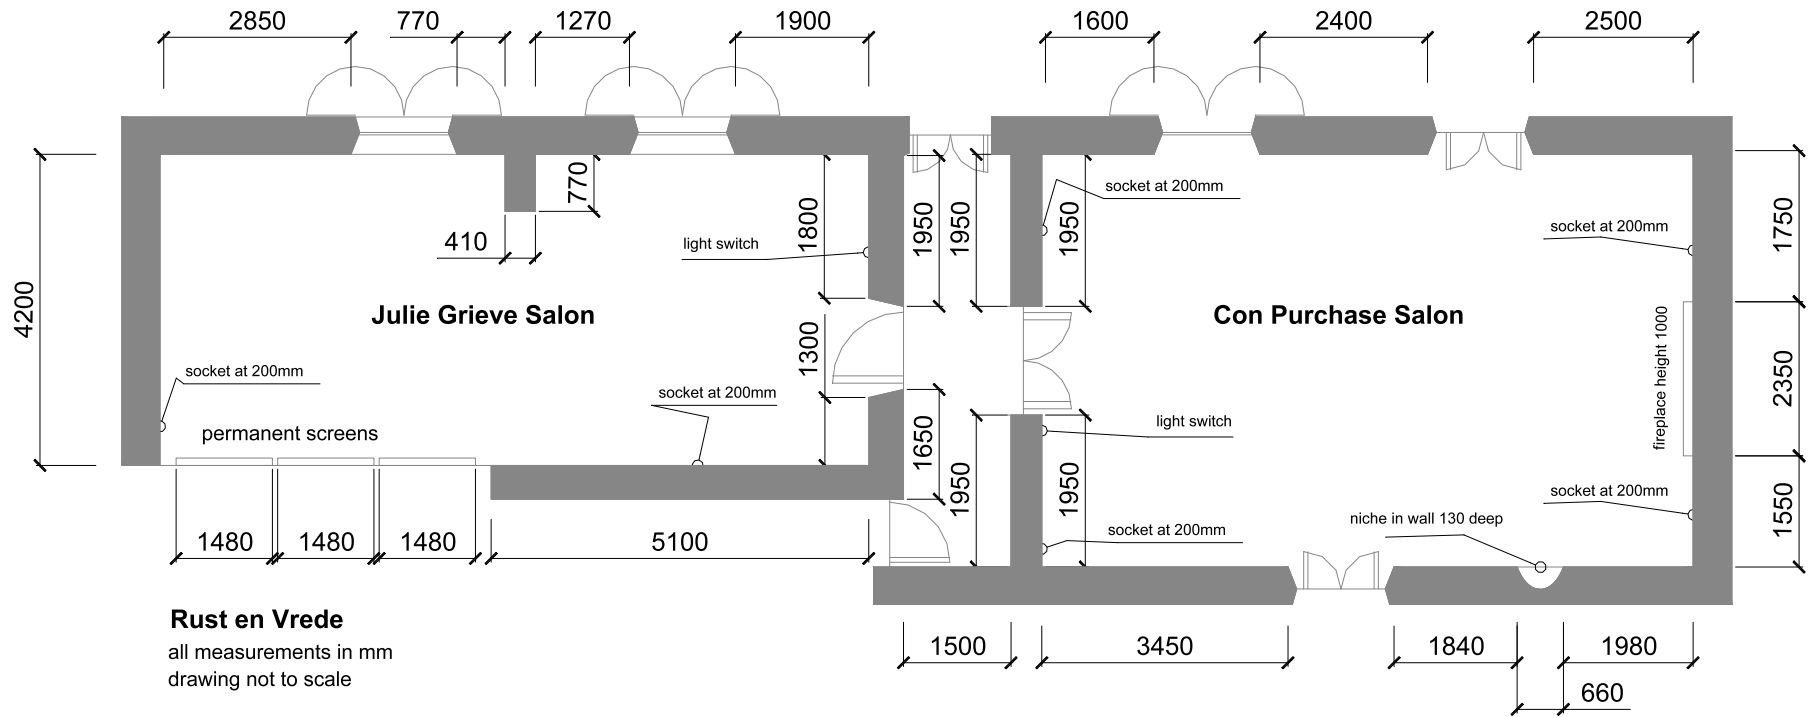 2850 770 1270 1900 1600 2400 2500
770
socket at 200mm
410
1800
light switch
1950
1950
1950
socket at 200mm
1750
4200
Julie Grieve Salon
Con Purchase Salon
1300
fireplace height 1000
2350
socket at 200mm
socket at 200mm
permanent screens
light switch
1650
1950
1950
socket at 200mm
niche in wall 130 deep
socket at 200mm
1550
1480 1480 1480 5100
Rust en Vrede
all measurements in mm
drawing not to scale
1500 3450 1840 1980
660